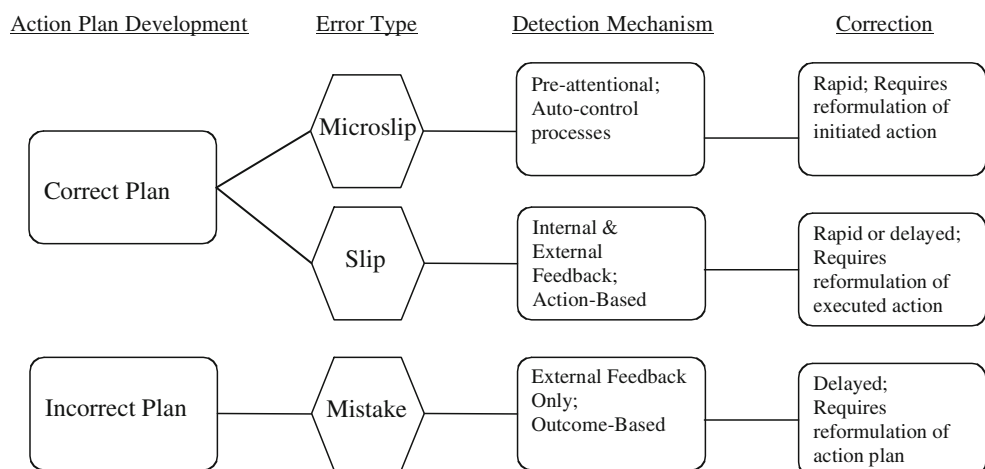 Action Plan Development
Error Type
Detection Mechanism
Correction
Correct Plan
Microslip
Pre-attentional;
Auto-control
processes
Rapid; Requires
reformulation of
initiated action
Slip
Internal &
External
Feedback;
Action-Based
Rapid or delayed;
Requires
reformulation of
executed action
Incorrect Plan
Mistake
External Feedback
Only;
Outcome-Based
Delayed;
Requires
reformulation of
action plan